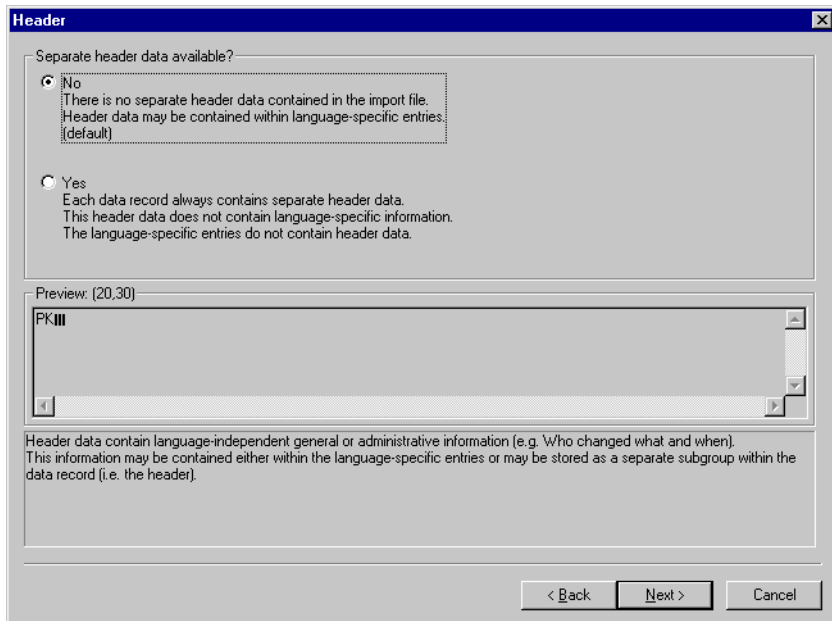 Header
Separate header data available?
No
There is no separate header data contained in the import file.
Header data may be contained within language-specific entries.
(default)
Yes
Each data record always contains separate header data.
This header data does not contain language-specific information.
The language-specific entries do not contain header data.
Preview: (20,30)
PK
Header data contain language-independent general or administrative information (e.g. Who changed what and when).
This information may be contained either within the language-specific entries or may be stored as a separate subgroup within the
data record (i.e. the header).
< Back
Next >
Cancel